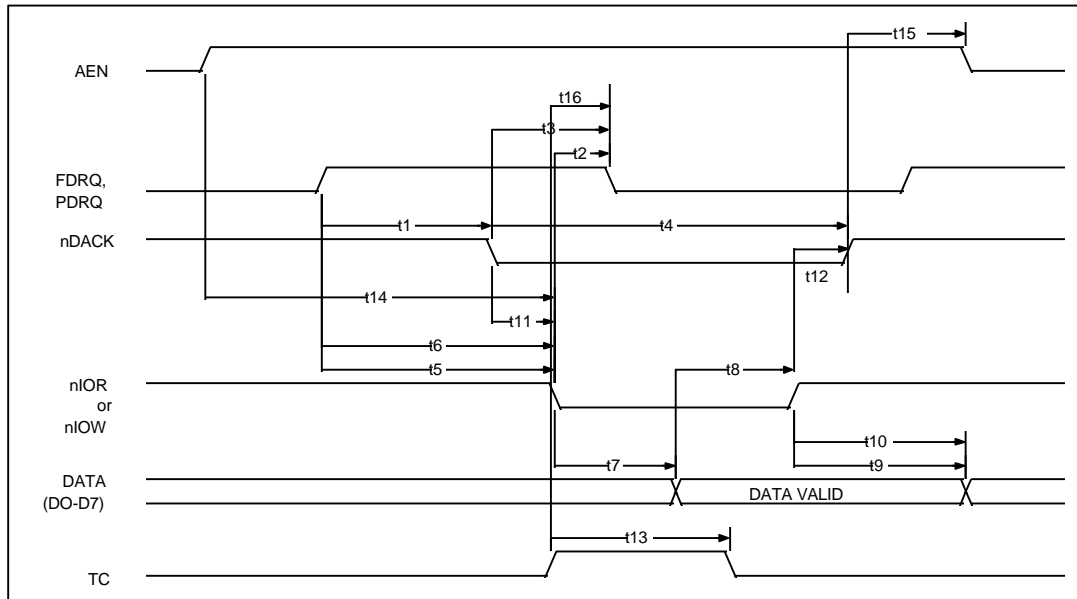 t15
AEN
t16
t3
t2
FDRQ,
PDRQ
t1
t4
nDACK
t12
t14
t11
t6
t5
t8
nIOR
or
nIOW
t10
t7
t9
DATA
(DO-D7)
DATA VALID
t13
TC